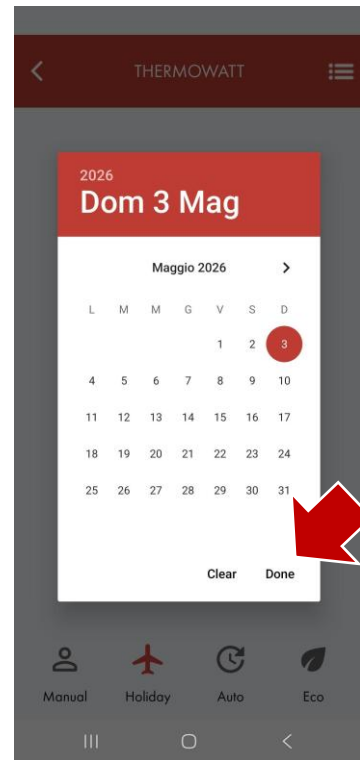 THERMOWATT
2026
Dom 3 Mag
Maggio 2026
L M M G V S D
1 2 3
4 5 6 7 8 9 10
11 12 13 14 15 16 17
18 19 20 21 22 23 24
25 26 27 28 29 30 31
Clear Done
Manual Holiday Auto Eco